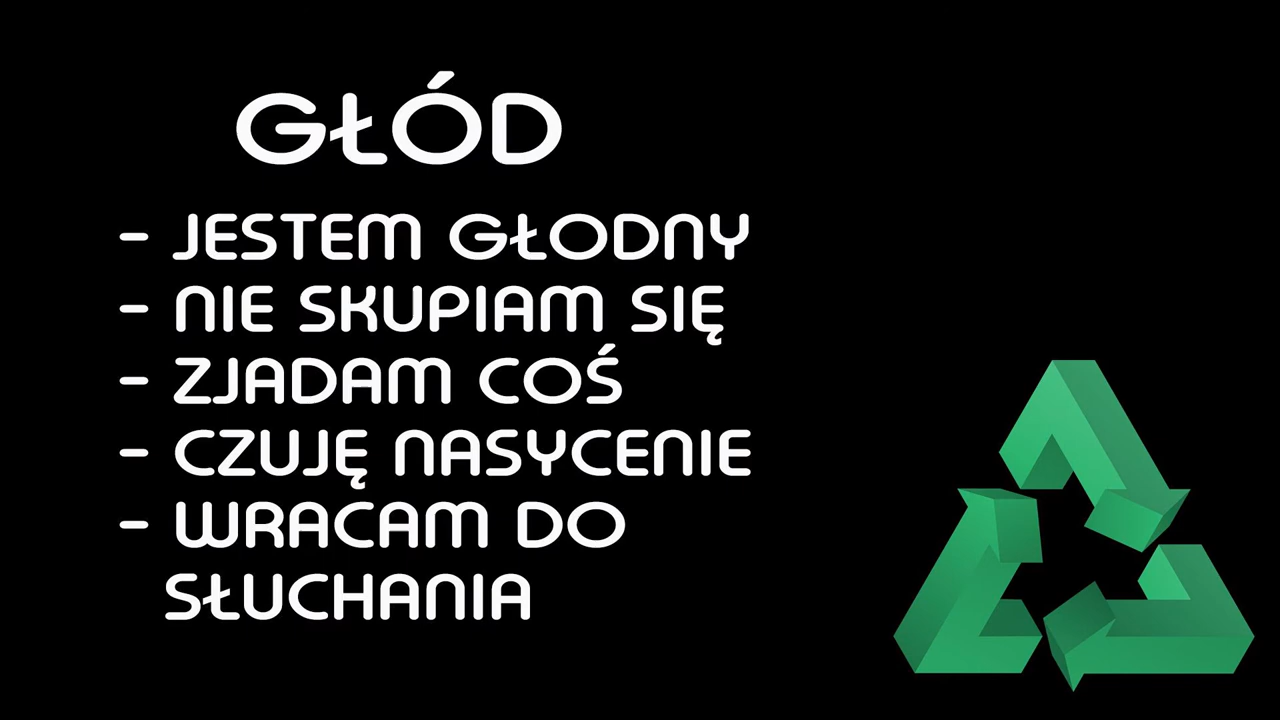 GŁÓD
- JESTEM GŁODNY
- NIE SKUPIAM SIĘ
- ZJADAM COŚ
- CZUJĘ NASYCENIE
- WRACAM DO
SŁUCHANIA